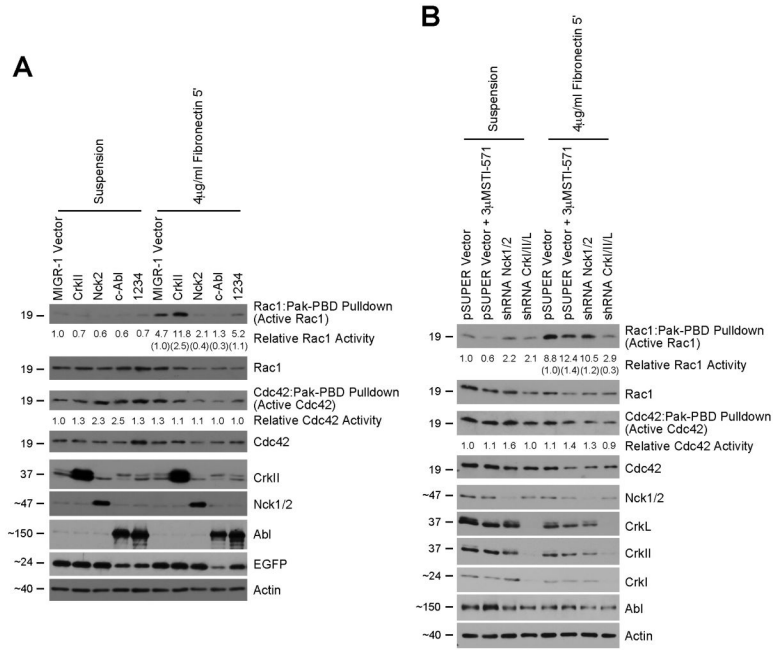 A
Suspension
4μg/ml Fibronectin 5'
MIGR-1 Vector
CrkII
Nck2
c-Abl
1234
MIGR-1 Vector
CrkII
Nck2
c-Abl
1234
19
Rac1:Pak-PBD Pulldown
(Active Rac1)
1.0 0.7 0.6 0.6 0.7 4.7 11.8 2.1 1.3 5.2
Relative Rac1 Activity
(1.0)(2.5)(0.4)(0.3)(1.1)
19
Rac1
19
Cdc42:Pak-PBD Pulldown
(Active Cdc42)
1.0 1.3 2.3 2.5 1.3 1.3 1.1 1.1 1.0 1.0
Relative Cdc42 Activity
19
Cdc42
37
CrkII
~47
Nck1/2
~150
Abl
~24
EGFP
~40
Actin
B
Suspension
4μg/ml Fibronectin 5'
pSUPER Vector
pSUPER Vector + 3μMSTI-571
shRNA Nck1/2
shRNA CrkI/II/L
pSUPER Vector
pSUPER Vector + 3μMSTI-571
shRNA Nck1/2
shRNA CrkI/II/L
19
Rac1:Pak-PBD Pulldown
(Active Rac1)
1.0 0.6 2.2 2.1 8.8 12.4 10.5 2.9
Relative Rac1 Activity
(1.0)(1.4)(1.2)(0.3)
19
Rac1
19
Cdc42:Pak-PBD Pulldown
(Active Cdc42)
1.0 1.1 1.6 1.0 1.1 1.4 1.3 0.9
Relative Cdc42 Activity
19
Cdc42
~47
Nck1/2
37
CrkL
37
CrkII
~24
CrkI
~150
Abl
~40
Actin